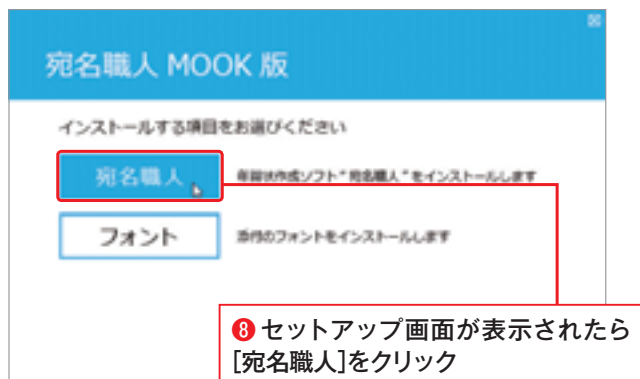 宛名職人 MOOK 版
インストールする項目をお選びください
宛名職人
年賀状作成ソフト"宛名職人"をインストールします
フォント
添付のフォントをインストールします
❽ セットアップ画面が表示されたら
[宛名職人]をクリック